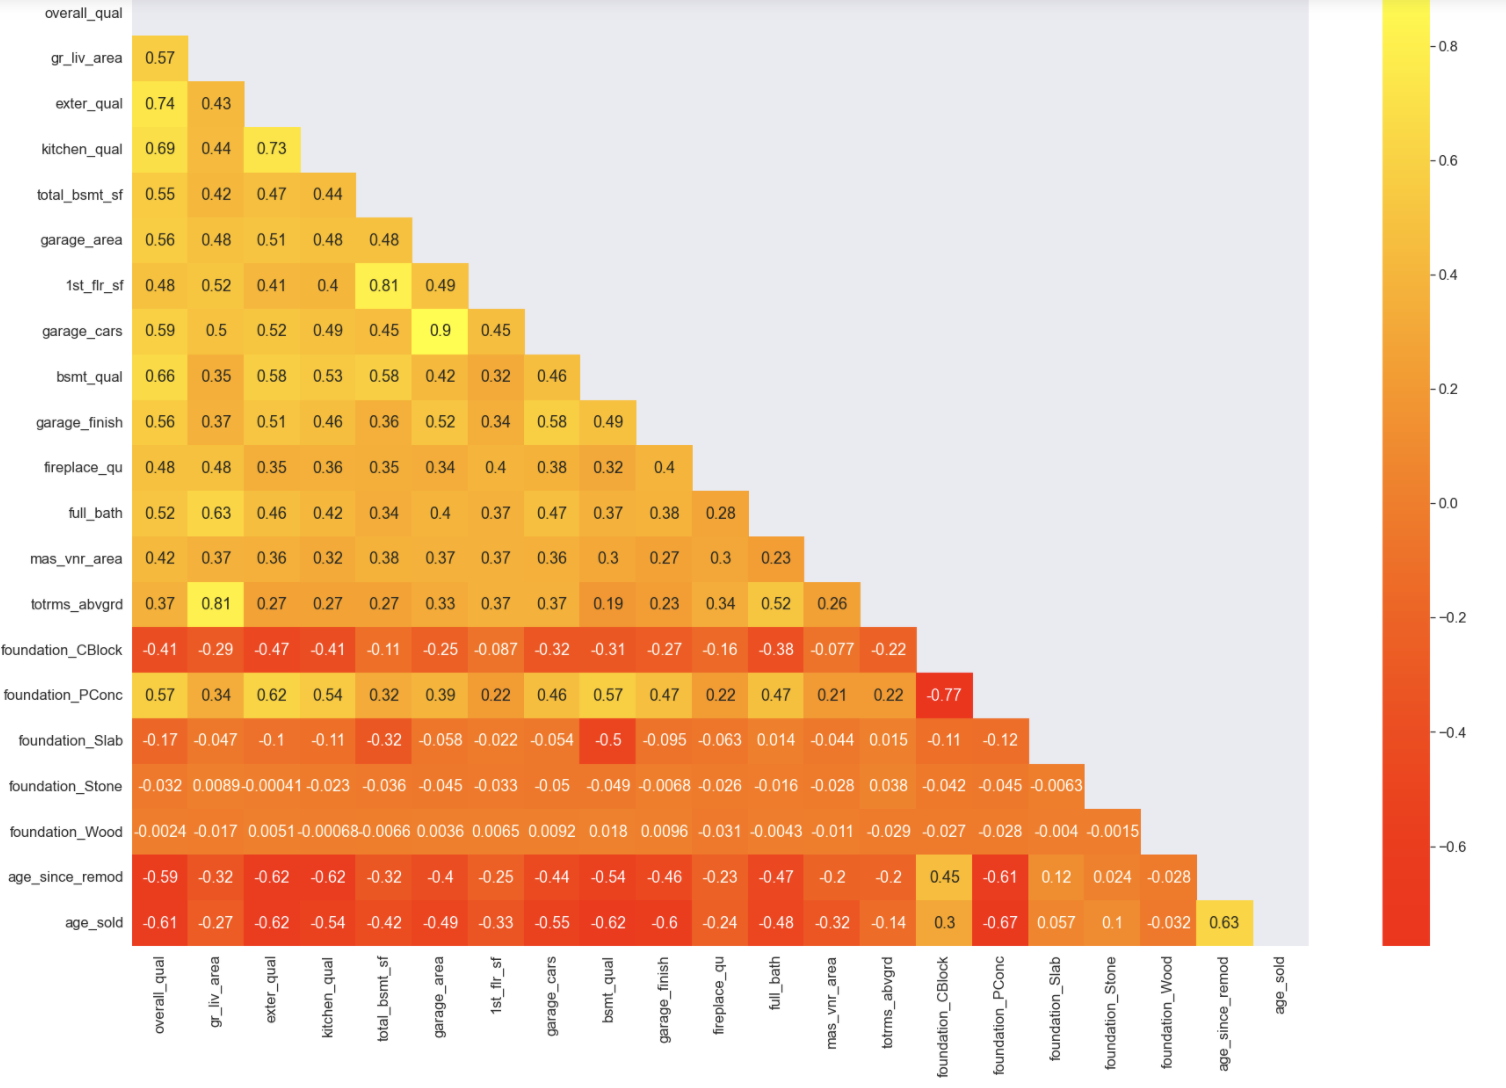 overall_qual
gr_liv_area 0.57
exter_qual 0.74 0.43
kitchen_qual 0.69 0.44 0.73
total_bsmt_sf 0.55 0.42 0.47 0.44
garage_area 0.56 0.48 0.51 0.48 0.48
1st_flr_sf 0.48 0.52 0.41 0.4 0.81 0.49
garage_cars 0.59 0.5 0.52 0.49 0.45 0.9 0.45
bsmt_qual 0.66 0.35 0.58 0.53 0.58 0.42 0.32 0.46
garage_finish 0.56 0.37 0.51 0.46 0.36 0.52 0.34 0.58 0.49
fireplace_qu 0.48 0.48 0.35 0.36 0.35 0.34 0.4 0.38 0.32 0.4
full_bath 0.52 0.63 0.46 0.42 0.34 0.4 0.37 0.47 0.37 0.38 0.28
mas_vnr_area 0.42 0.37 0.36 0.32 0.38 0.37 0.37 0.36 0.3 0.27 0.3 0.23
totrms_abvgrd 0.37 0.81 0.27 0.27 0.27 0.33 0.37 0.37 0.19 0.23 0.34 0.52 0.26
foundation_CBlock -0.41 -0.29 -0.47 -0.41 -0.11 -0.25 -0.087 -0.32 -0.31 -0.27 -0.16 -0.38 -0.077 -0.22
foundation_PConc 0.57 0.34 0.62 0.54 0.32 0.39 0.22 0.46 0.57 0.47 0.22 0.47 0.21 0.22 -0.77
foundation_Slab -0.17 -0.047 -0.1 -0.11 -0.32 -0.058 -0.022 -0.054 -0.5 -0.095 -0.063 0.014 -0.044 0.015 -0.11 -0.12
foundation_Stone -0.032 0.0089 -0.00041 -0.023 -0.036 -0.045 -0.033 -0.05 -0.049 -0.0068 -0.026 -0.016 -0.028 0.038 -0.042 -0.045 -0.0063
foundation_Wood -0.0024 -0.017 0.0051 -0.00068 -0.0066 0.0036 0.0065 0.0092 0.018 0.0096 -0.031 -0.0043 -0.011 -0.029 -0.027 -0.028 -0.004 -0.0015
age_since_remod -0.59 -0.32 -0.62 -0.62 -0.32 -0.4 -0.25 -0.44 -0.54 -0.46 -0.23 -0.47 -0.2 -0.2 0.45 -0.61 0.12 0.024 -0.028
age_sold -0.61 -0.27 -0.62 -0.54 -0.42 -0.49 -0.33 -0.55 -0.62 -0.6 -0.24 -0.48 -0.32 -0.14 0.3 -0.67 0.057 0.1 -0.032 0.63
overall_qual
gr_liv_area
exter_qual
kitchen_qual
total_bsmt_sf
garage_area
1st_flr_sf
garage_cars
bsmt_qual
garage_finish
fireplace_qu
full_bath
mas_vnr_area
totrms_abvgrd
foundation_CBlock
foundation_PConc
foundation_Slab
foundation_Stone
foundation_Wood
age_since_remod
age_sold
0.8
0.6
0.4
0.2
0.0
-0.2
-0.4
-0.6